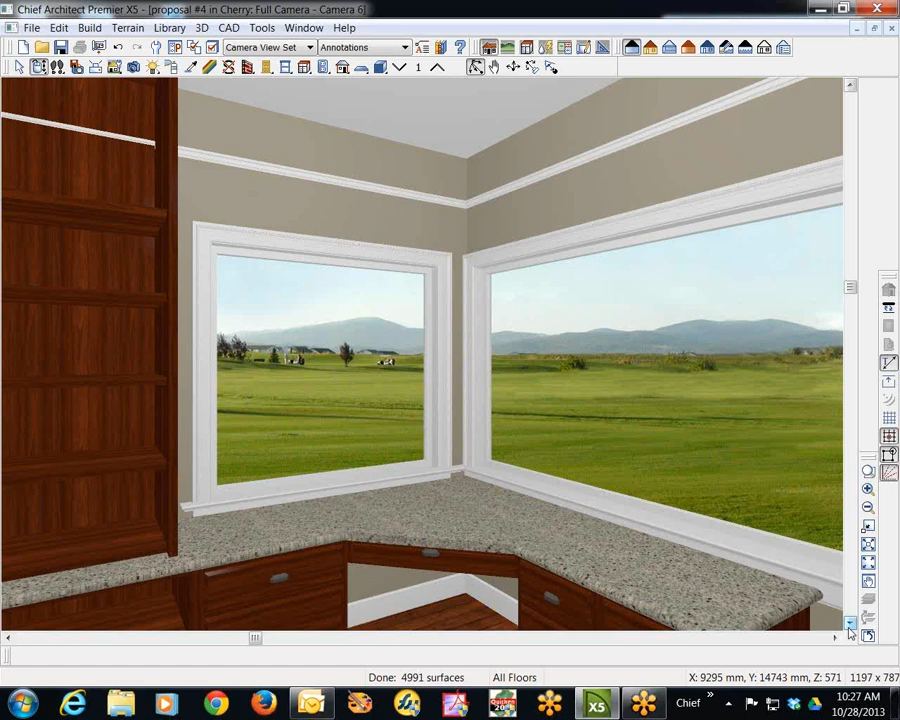 Chief Architect Premier X5 - [proposal #4 in Cherry: Full Camera - Camera 6]
File Edit Build Terrain Library 3D CAD Tools Window Help
Camera View Set Annotations
1
Done: 4991 surfaces All Floors X: 9295 mm, Y: 14743 mm, Z: 571 1197 x 787
Quicken
X5 Chief » 10:27 AM
10/28/2013